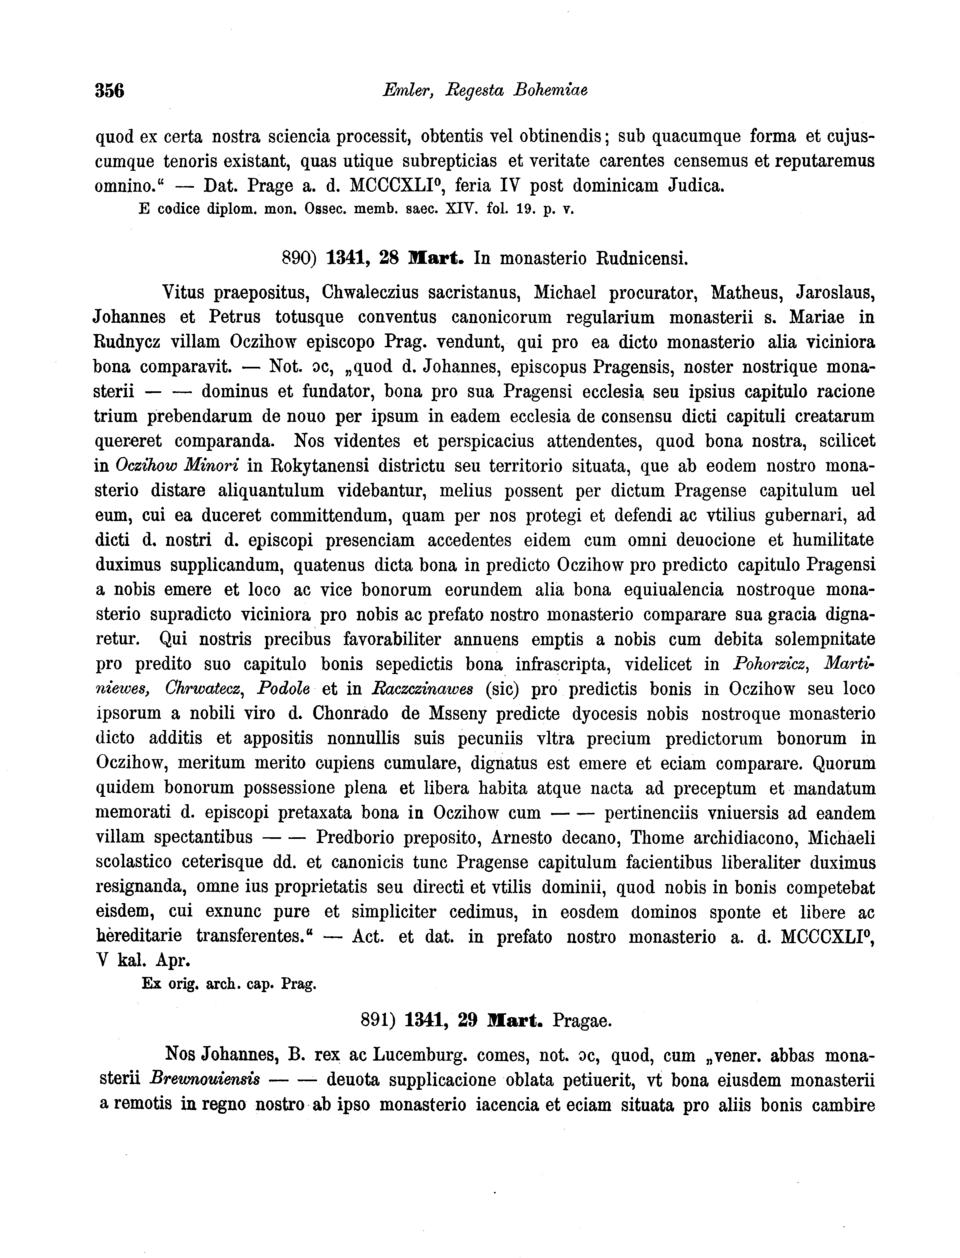 356 Emler, Regesta Bohemiae
quod ex certa nostra sciencia processit, obtentis vel obtinendis; sub quacumque forma et cujus-
cumque tenoris existant, quas utique subrepticias et veritate carentes censemus et reputaremus
omnino.“ — Dat. Prage a. d. MCCCXLI⁰, feria IV post dominicam Judica.
E codice diplom. mon. Ossec. memb. saec. XIV. fol. 19. p. v.
890) 1341, 28 Mart. In monasterio Rudnicensi.
Vitus praepositus, Chwaleczius sacristanus, Michael procurator, Matheus, Jaroslaus,
Johannes et Petrus totusque conventus canonicorum regularium monasterii s. Mariae in
Rudnycz villam Oczihow episcopo Prag. vendunt, qui pro ea dicto monasterio alia viciniora
bona comparavit. — Not. ɔc, „quod d. Johannes, episcopus Pragensis, noster nostrique mona-
sterii — — dominus et fundator, bona pro sua Pragensi ecclesia seu ipsius capitulo racione
trium prebendarum de nouo per ipsum in eadem ecclesia de consensu dicti capituli creatarum
quereret comparanda. Nos videntes et perspicacius attendentes, quod bona nostra, scilicet
in Oczihow Minori in Rokytanensi districtu seu territorio situata, que ab eodem nostro mona-
sterio distare aliquantulum videbantur, melius possent per dictum Pragense capitulum uel
eum, cui ea duceret committendum, quam per nos protegi et defendi ac vtilius gubernari, ad
dicti d. nostri d. episcopi presenciam accedentes eidem cum omni deuocione et humilitate
duximus supplicandum, quatenus dicta bona in predicto Oczihow pro predicto capitulo Pragensi
a nobis emere et loco ac vice bonorum eorundem alia bona equiualencia nostroque mona-
sterio supradicto viciniora pro nobis ac prefato nostro monasterio comparare sua gracia digna-
retur. Qui nostris precibus favorabiliter annuens emptis a nobis cum debita solempnitate
pro predito suo capitulo bonis sepedictis bona infrascripta, videlicet in Pohorzicz, Marti-
niewes, Chrwatecz, Podole et in Raczczinawes (sic) pro predictis bonis in Oczihow seu loco
ipsorum a nobili viro d. Chonrado de Msseny predicte dyocesis nobis nostroque monasterio
dicto additis et appositis nonnullis suis pecuniis vltra precium predictorum bonorum in
Oczihow, meritum merito cupiens cumulare, dignatus est emere et eciam comparare. Quorum
quidem bonorum possessione plena et libera habita atque nacta ad preceptum et mandatum
memorati d. episcopi pretaxata bona in Oczihow cum — — pertinenciis vniuersis ad eandem
villam spectantibus — — Predborio preposito, Arnesto decano, Thome archidiacono, Michaeli
scolastico ceterisque dd. et canonicis tunc Pragense capitulum facientibus liberaliter duximus
resignanda, omne ius proprietatis seu directi et vtilis dominii, quod nobis in bonis competebat
eisdem, cui exnunc pure et simpliciter cedimus, in eosdem dominos sponte et libere ac
hereditarie transferentes.“ — Act. et dat. in prefato nostro monasterio a. d. MCCCXLI⁰,
V kal. Apr.
Ex orig. arch. cap. Prag.
891) 1341, 29 Mart. Pragae.
Nos Johannes, B. rex ac Lucemburg. comes, not. ɔc, quod, cum „vener. abbas mona-
sterii Brewnouiensis — — deuota supplicacione oblata petiuerit, vt bona eiusdem monasterii
a remotis in regno nostro ab ipso monasterio iacencia et eciam situata pro aliis bonis cambire